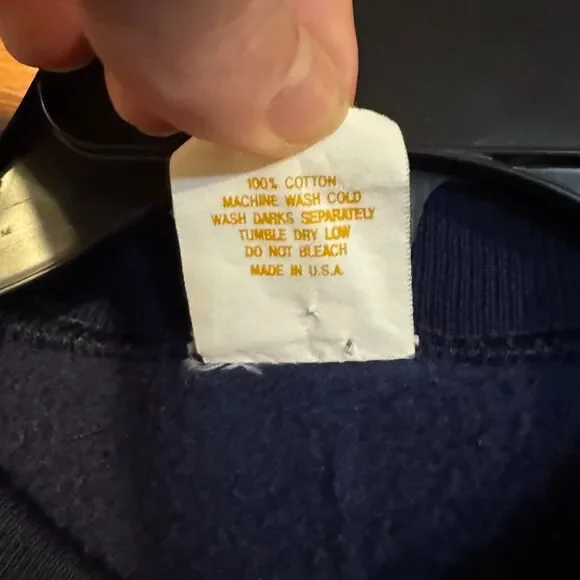 100% COTTON
MACHINE WASH COLD
WASH DARKS SEPARATELY
TUMBLE DRY LOW
DO NOT BLEACH
MADE IN U.S.A.